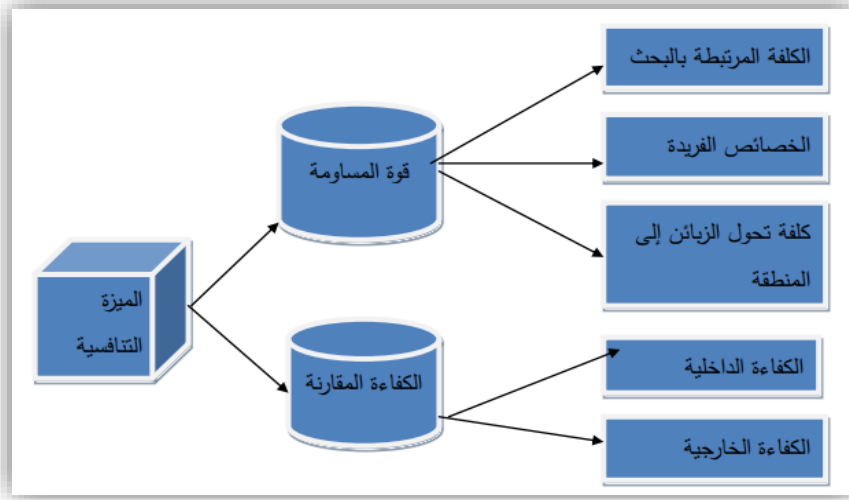 الميزة
التنافسية
قوة المساومة
الكفاءة المقارنة
الكلفة المرتبطة بالبحث
الخصائص الفريدة
كلفة تحول الزبائن إلى
المنطقة
الكفاءة الداخلية
الكفاءة الخارجية